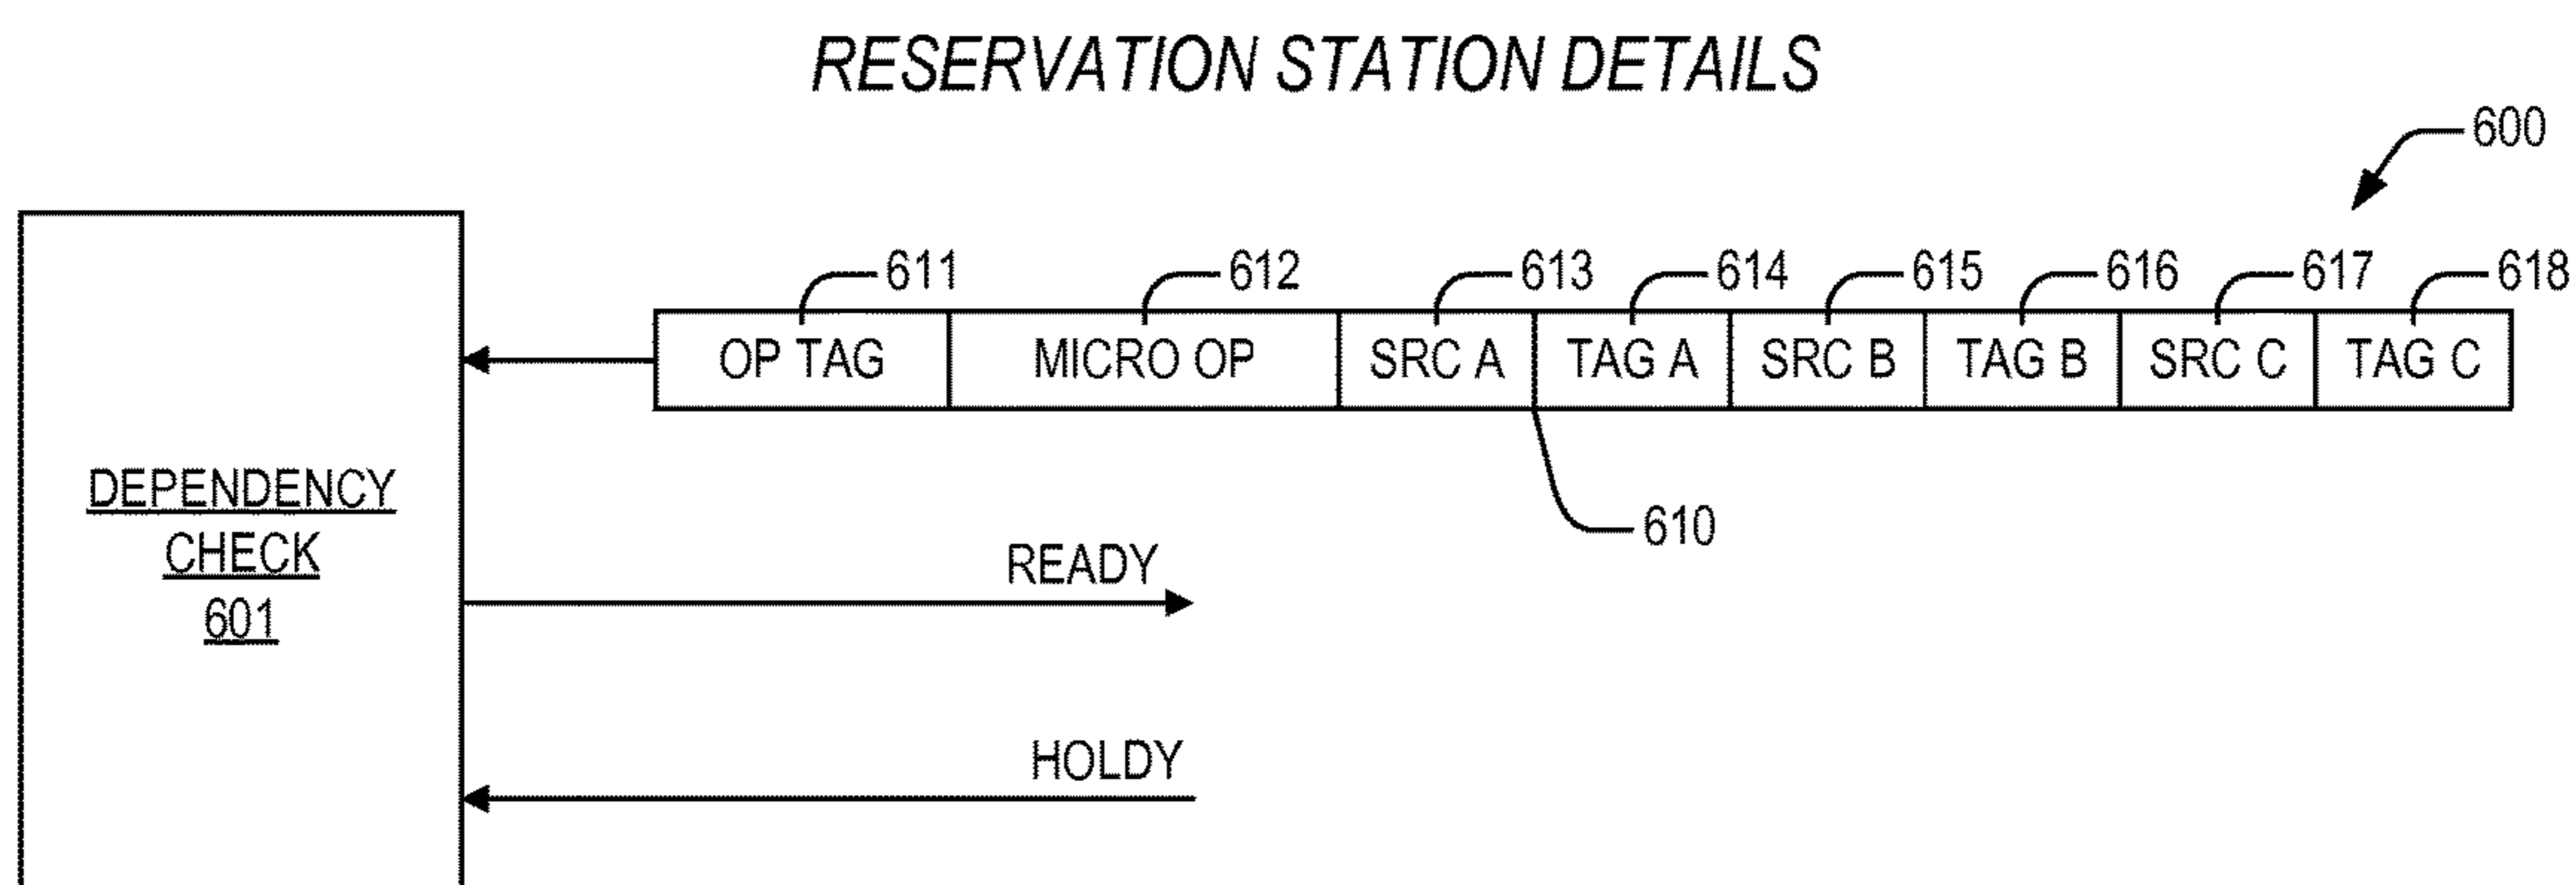 RESERVATION STATION DETAILS
600
611 612 613 614 615 616 617 618
OP TAG MICRO OP SRC A TAG A SRC B TAG B SRC C TAG C
610
DEPENDENCY
CHECK
601
READY
HOLDY